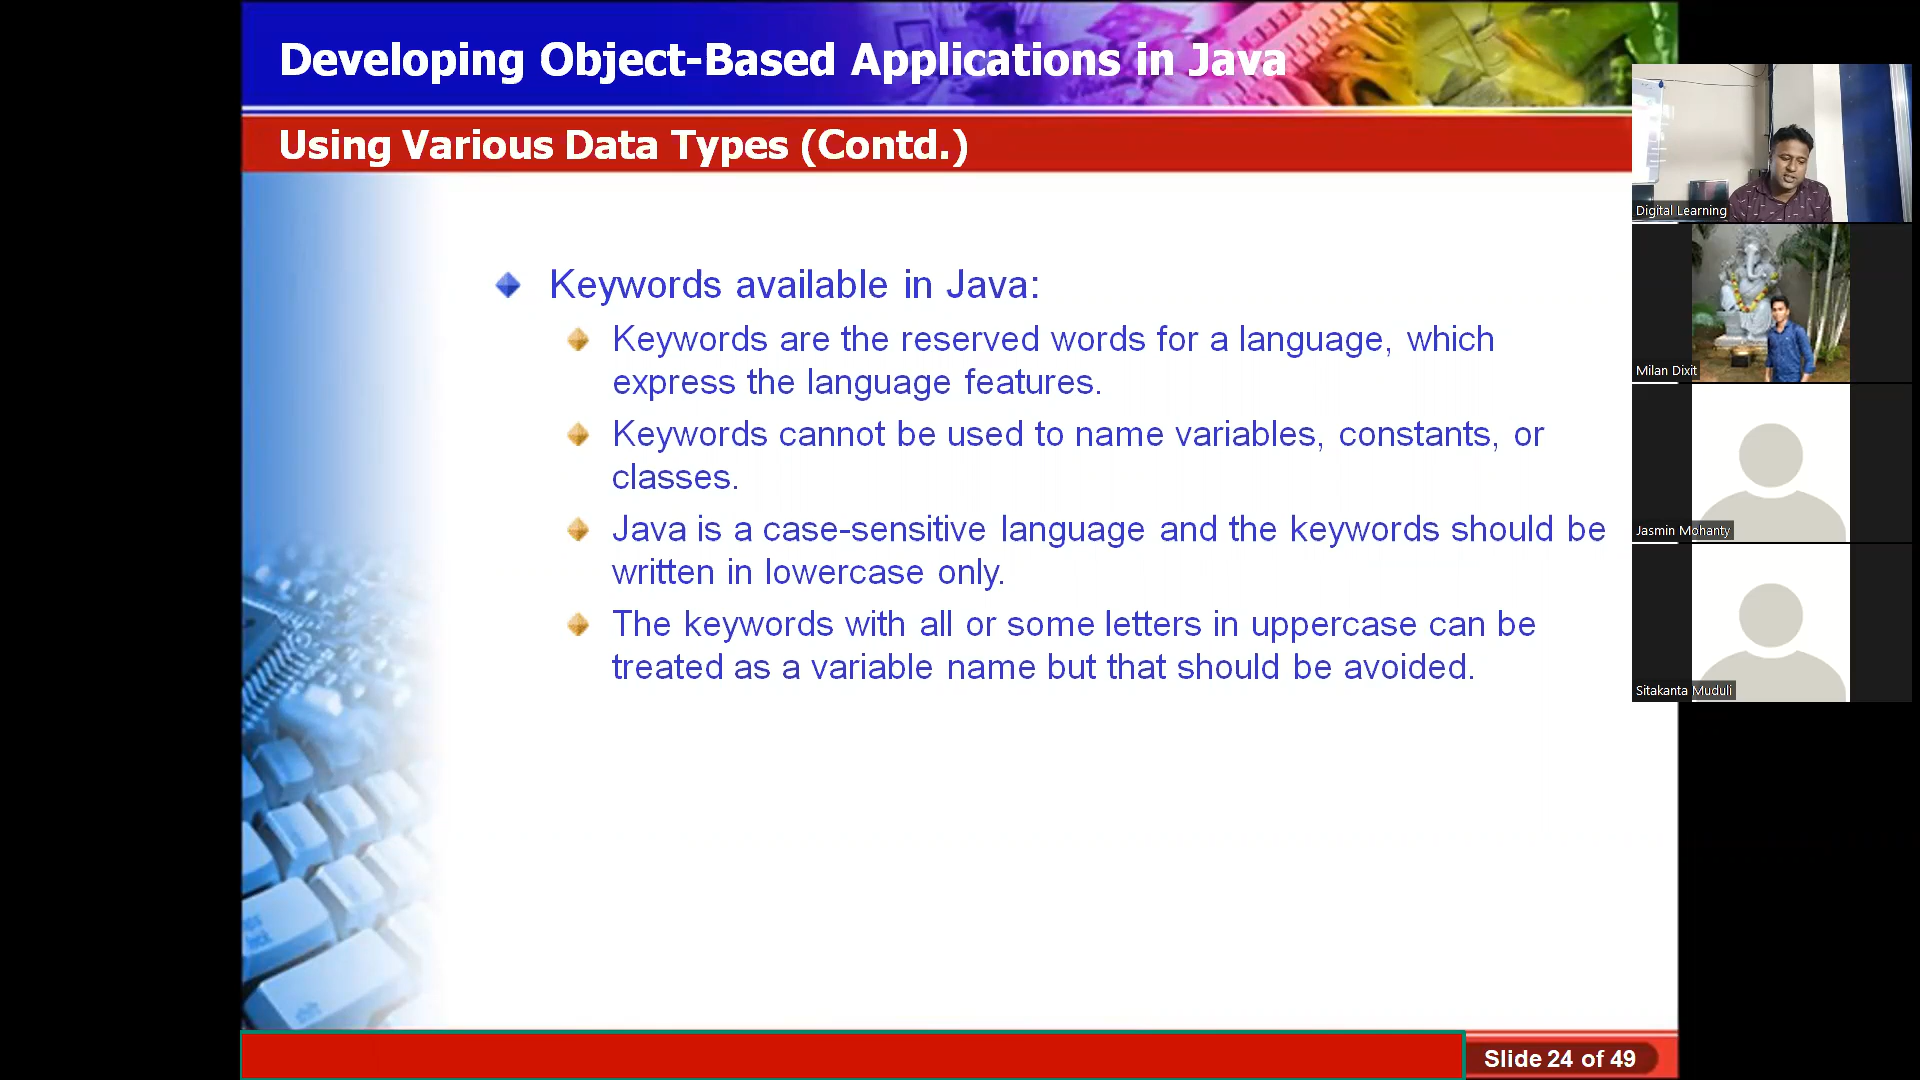 Developing Object-Based Applications in Java
Using Various Data Types (Contd.)
Keywords available in Java:
Keywords are the reserved words for a language, which
express the language features.
Keywords cannot be used to name variables, constants, or
classes.
Java is a case-sensitive language and the keywords should be
written in lowercase only.
The keywords with all or some letters in uppercase can be
treated as a variable name but that should be avoided.
Slide 24 of 49
Digital Learning
Milan Dixit
Jasmin Mohanty
Sitakanta Muduli
shift